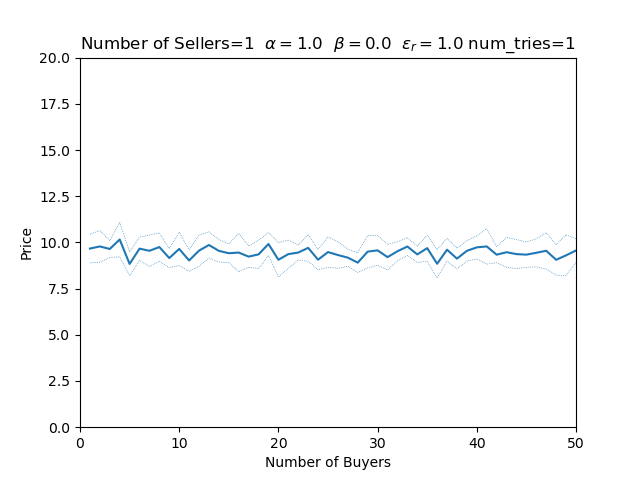 Number of Sellers=1 α = 1.0 β = 0.0 εr = 1.0 num_tries=1
20.0
17.5
15.0
12.5
10.0
7.5
5.0
2.5
0.0
Price
0 10 20 30 40 50
Number of Buyers